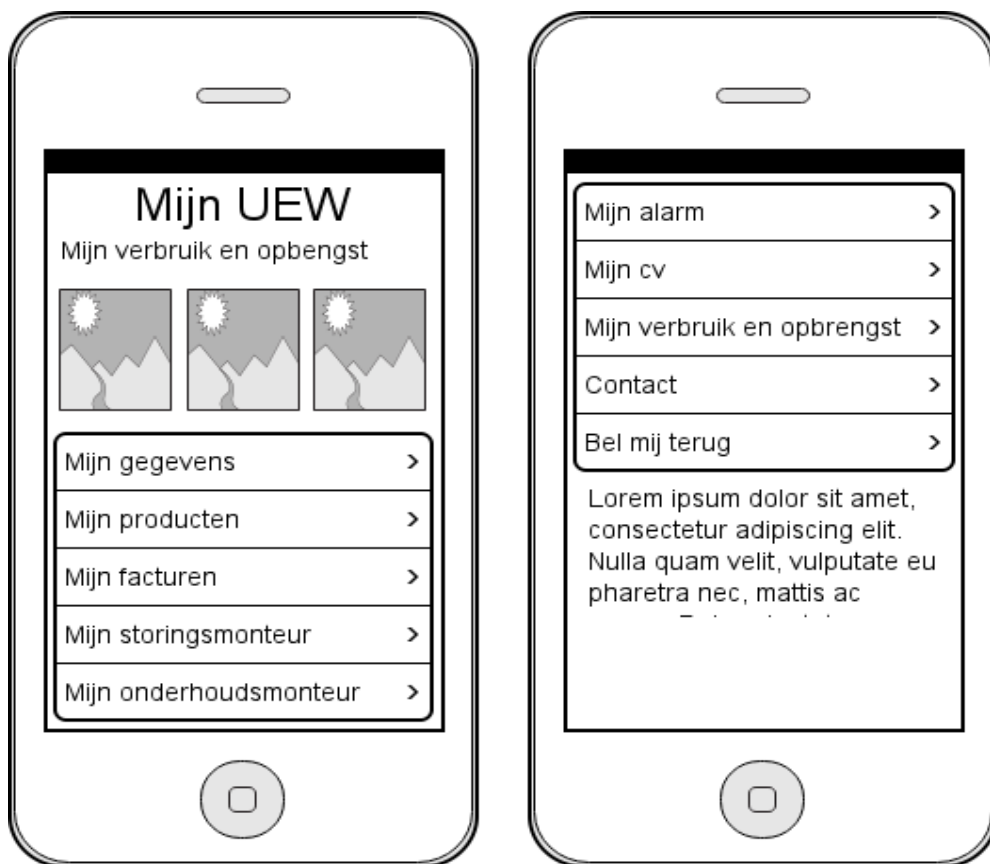 Mijn UEW
Mijn verbruik en opbengst
Mijn gegevens
Mijn producten
Mijn facturen
Mijn storingsmonteur
Mijn onderhoudsmonteur
Mijn alarm
Mijn cv
Mijn verbruik en opbrengst
Contact
Bel mij terug
Lorem ipsum dolor sit amet,
consectetur adipiscing elit.
Nulla quam velit, vulputate eu
pharetra nec, mattis ac